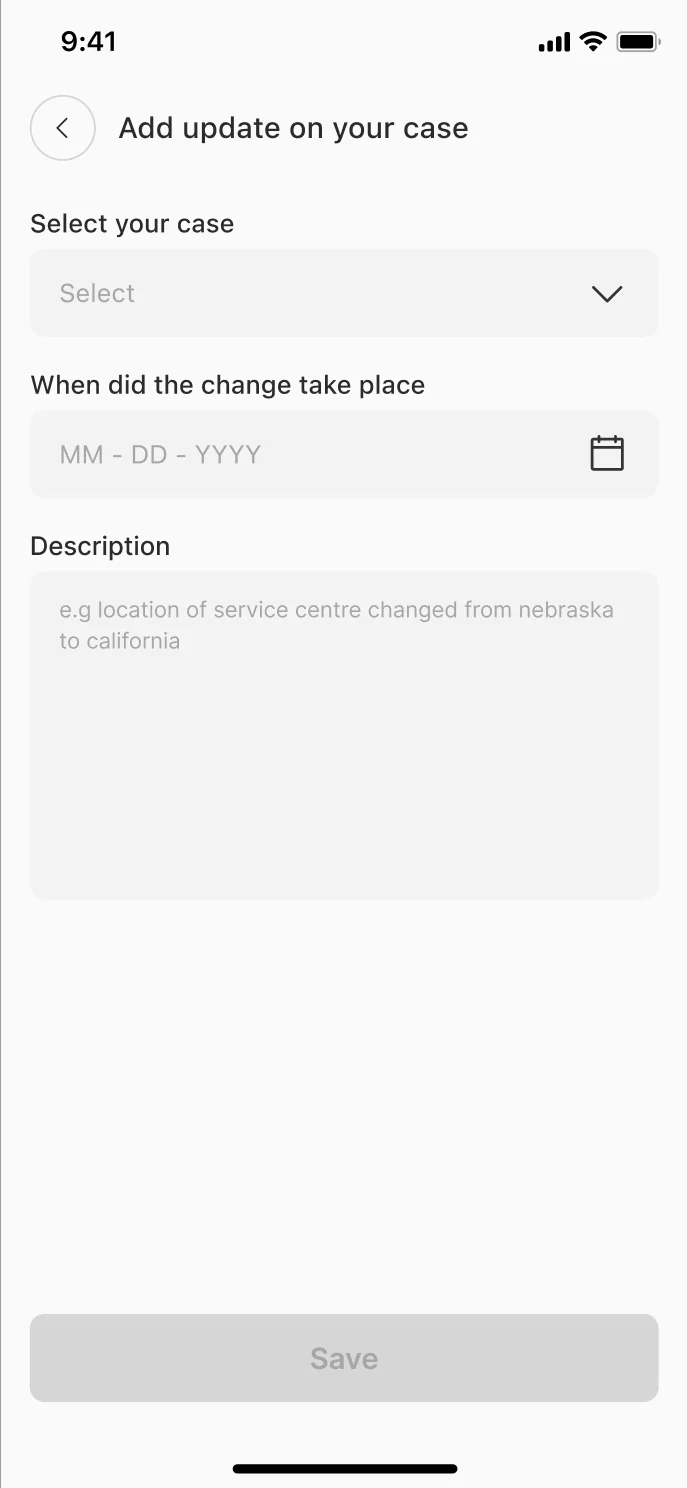 9:41
Add update on your case
Select your case
Select
When did the change take place
MM - DD - YYYY
Description
e.g location of service centre changed from nebraska
to california
Save